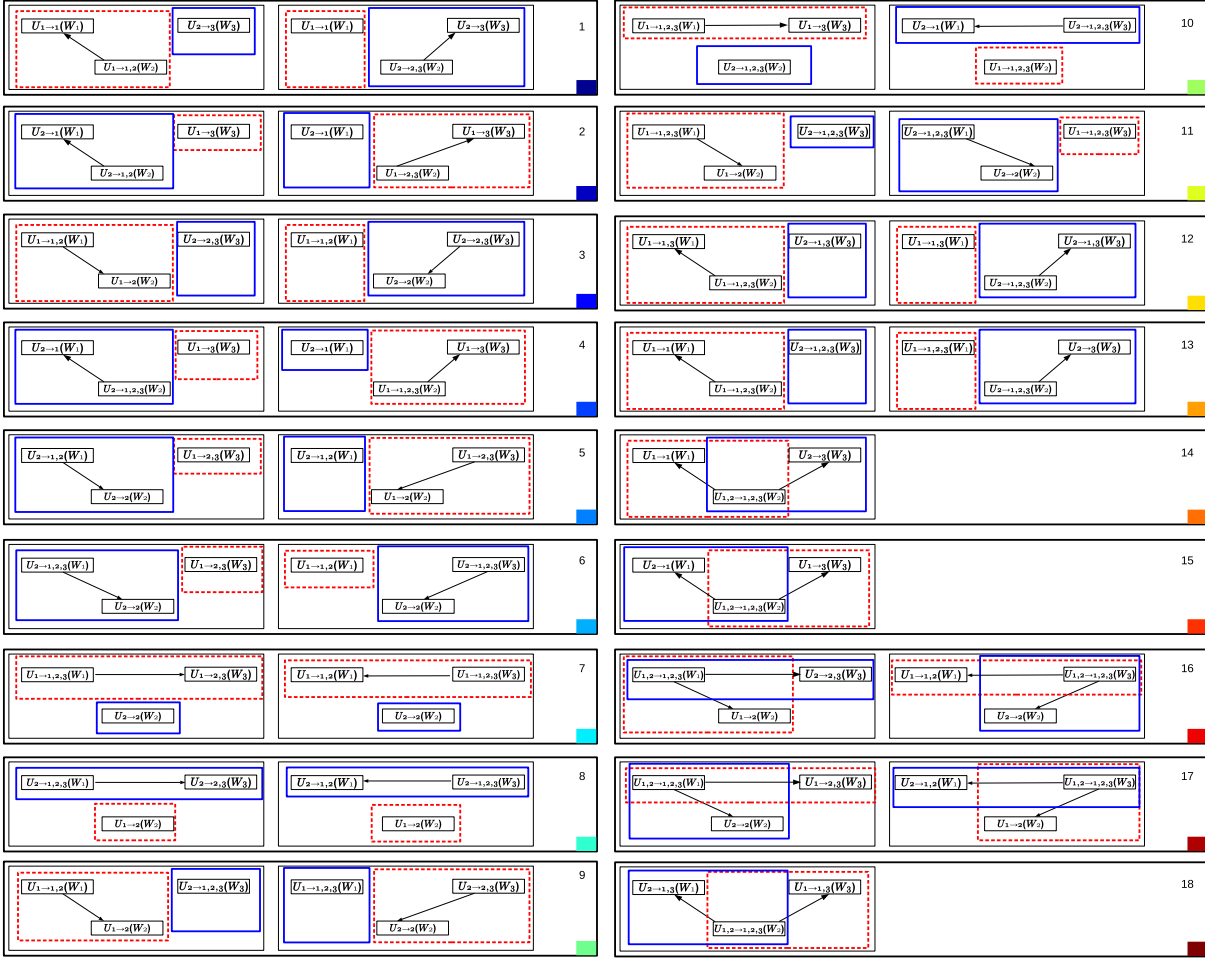 U₁→₁(W₁) U₂→₃(W₃) U₁→₁(W₁) U₂→₃(W₃) 1
U₁→₁,₂(W₂) U₂→₂,₃(W₂)
U₂→₁(W₁) U₁→₃(W₃) U₂→₁(W₁) U₁→₃(W₃) 2
U₂→₁,₂(W₂) U₁→₂,₃(W₂)
U₁→₁,₂(W₁) U₂→₂,₃(W₃) U₁→₁,₂(W₁) U₂→₂,₃(W₃) 3
U₁→₂(W₂) U₂→₂(W₂)
U₂→₁(W₁) U₁→₃(W₃) U₂→₁(W₁) U₁→₃(W₃) 4
U₂→₁,₂,₃(W₂) U₁→₁,₂,₃(W₂)
U₂→₁,₂(W₁) U₁→₂,₃(W₃) U₂→₁,₂(W₁) U₁→₂,₃(W₃) 5
U₂→₂(W₂) U₁→₂(W₂)
U₂→₁,₂,₃(W₁) U₁→₂,₃(W₃) U₁→₁,₂(W₁) U₂→₁,₂,₃(W₃) 6
U₂→₂(W₂) U₂→₂(W₂)
U₁→₁,₂,₃(W₁) U₁→₂,₃(W₃) U₁→₁,₂(W₁) U₁→₁,₂,₃(W₃) 7
U₂→₂(W₂) U₂→₂(W₂)
U₂→₁,₂,₃(W₁) U₂→₂,₃(W₃) U₂→₁,₂(W₁) U₂→₁,₂,₃(W₃) 8
U₁→₂(W₂) U₁→₂(W₂)
U₁→₁,₂(W₁) U₂→₁,₂,₃(W₃) U₁→₁,₂,₃(W₁) U₂→₂,₃(W₃) 9
U₁→₂(W₂) U₂→₂(W₂)
U₁→₁,₂,₃(W₁) U₁→₃(W₃) U₂→₁(W₁) U₂→₁,₂,₃(W₃) 10
U₂→₁,₂,₃(W₂) U₁→₁,₂,₃(W₂)
U₁→₁,₂,₃(W₁) U₂→₁,₂,₃(W₃) U₂→₁,₂,₃(W₁) U₁→₁,₂,₃(W₃) 11
U₁→₂(W₂) U₂→₂(W₂)
U₁→₁,₃(W₁) U₂→₁,₃(W₃) U₁→₁,₃(W₁) U₂→₁,₃(W₃) 12
U₁→₁,₂,₃(W₂) U₂→₁,₂,₃(W₂)
U₁→₁(W₁) U₂→₁,₂,₃(W₃) U₁→₁,₂,₃(W₁) U₂→₃(W₃) 13
U₁→₁,₂,₃(W₂) U₂→₁,₂,₃(W₂)
U₁→₁(W₁) U₂→₃(W₃) 14
U₁,₂→₁,₂,₃(W₂)
U₂→₁(W₁) U₁→₃(W₃) 15
U₁,₂→₁,₂,₃(W₂)
U₁,₂→₁,₂,₃(W₁) U₂→₂,₃(W₃) U₁→₁,₂(W₁) U₁,₂→₁,₂,₃(W₃) 16
U₁→₂(W₂) U₂→₂(W₂)
U₁,₂→₁,₂,₃(W₁) U₁→₂,₃(W₃) U₂→₁,₂(W₁) U₁,₂→₁,₂,₃(W₃) 17
U₂→₂(W₂) U₁→₂(W₂)
U₂→₁,₃(W₁) U₁→₁,₃(W₃) 18
U₁,₂→₁,₂,₃(W₂)